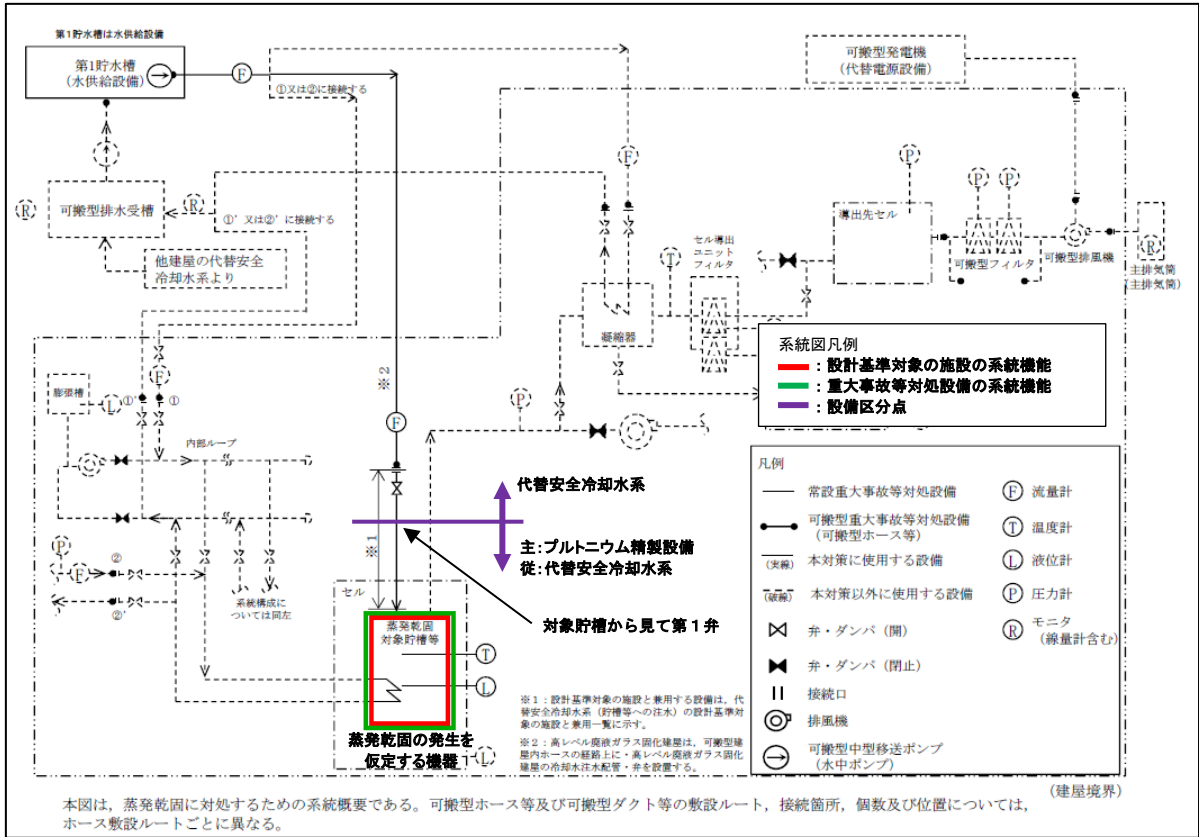 第1貯水槽は水供給設備
第1貯水槽
(水供給設備)
F
①又は②に接続する
可搬型発電機
(代替電源設備)
F
P
P
P
R
可搬型排水受槽
R
①’又は②’に接続する
他建屋の代替安全
冷却水系より
セル導出
ユニット
フィルタ
T
導出先セル
可搬型フィルタ
可搬型排風機
R
主排気筒
(主排気筒)
凝縮器
系統図凡例
:設計基準対象の施設の系統機能
:重大事故等対処設備の系統機能
:設備区分点
※2
F
膨張槽
L
①’
①
F
P
内部ループ
代替安全冷却水系
※1
主:プルトニウム精製設備
従:代替安全冷却水系
P
F
②
②’
系統構成に
ついては同左
セル
対象貯槽から見て第1弁
蒸発乾固
対象貯槽等
T
L
蒸発乾固の発生を
仮定する機器
L
※1:設計基準対象の施設と兼用する設備は、代
替安全冷却水系(貯槽等への注水)の設計基準対
象の施設と兼用一覧に示す。
※2:高レベル廃液ガラス固化建屋は、可搬型建
屋内ホースの経路上に・高レベル廃液ガラス固化
建屋の冷却水注水配管・弁を設置する。
凡例
常設重大事故等対処設備
可搬型重大事故等対処設備
(可搬型ホース等)
(実線) 本対策に使用する設備
(破線) 本対策以外に使用する設備
弁・ダンパ(開)
弁・ダンパ(閉止)
接続口
排風機
可搬型中型移送ポンプ
(水中ポンプ)
F 流量計
T 温度計
L 液位計
P 圧力計
R モニタ
(線量計含む)
(建屋境界)
本図は,蒸発乾固に対処するための系統概要である。可搬型ホース等及び可搬型ダクト等の敷設ルート,接続箇所,個数及び位置については,
ホース敷設ルートごとに異なる。